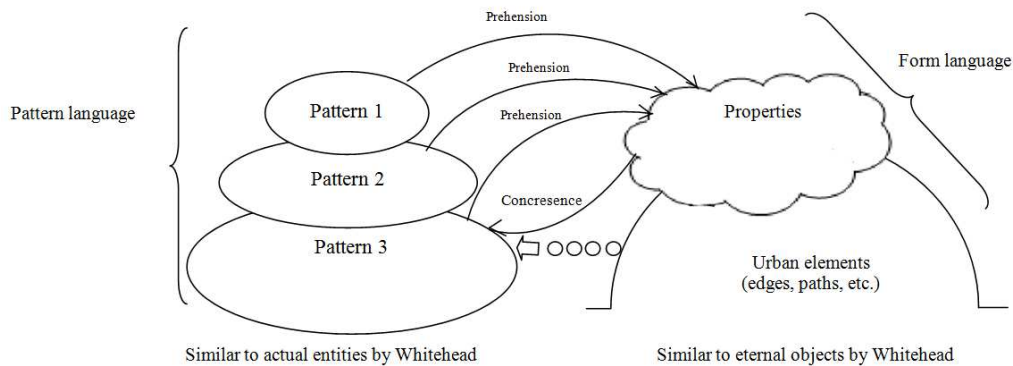 Prehension
Form language
Prehension
Pattern language
Pattern 1
Prehension
Properties
Pattern 2
Concresence
Pattern 3
Urban elements
(edges, paths, etc.)
Similar to actual entities by Whitehead
Similar to eternal objects by Whitehead